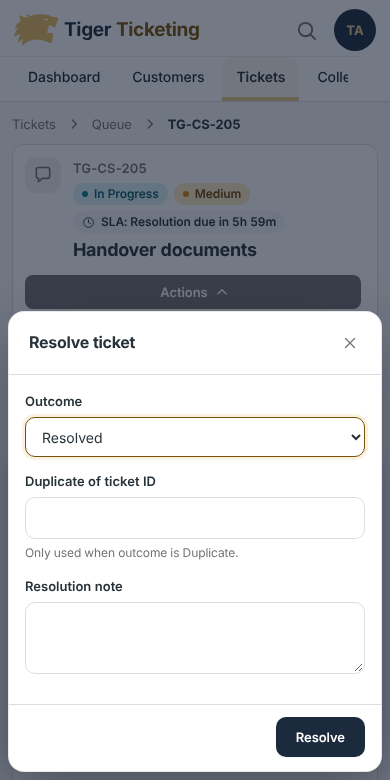 Tiger Ticketing
TA
Dashboard
Customers
Tickets
Tickets
Queue
TG-CS-205
TG-CS-205
In Progress
Medium
SLA: Resolution due in 5h 59m
Handover documents
Actions
Resolve ticket
Outcome
Resolved
Duplicate of ticket ID
Only used when outcome is Duplicate.
Resolution note
Resolve